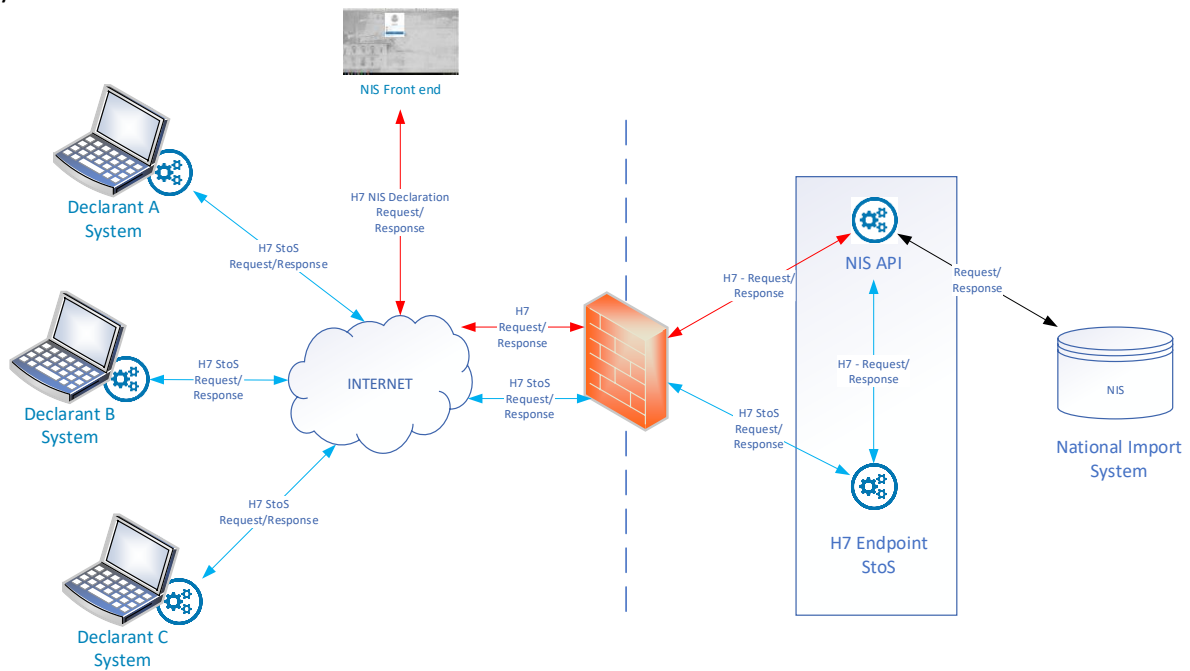 NIS Front end
Declarant A
System
H7 StoS
Request/Response
H7 NIS Declaration
Request/
Response
Declarant B
System
H7 StoS
Request/
Response
INTERNET
H7
Request/
Response
H7 StoS
Request/
Response
Declarant C
System
H7 StoS
Request/Response
H7 - Request/
Response
H7 StoS
Request/
Response
NIS API
H7 - Request/
Response
H7 Endpoint
StoS
Request/
Response
NIS
National Import
System